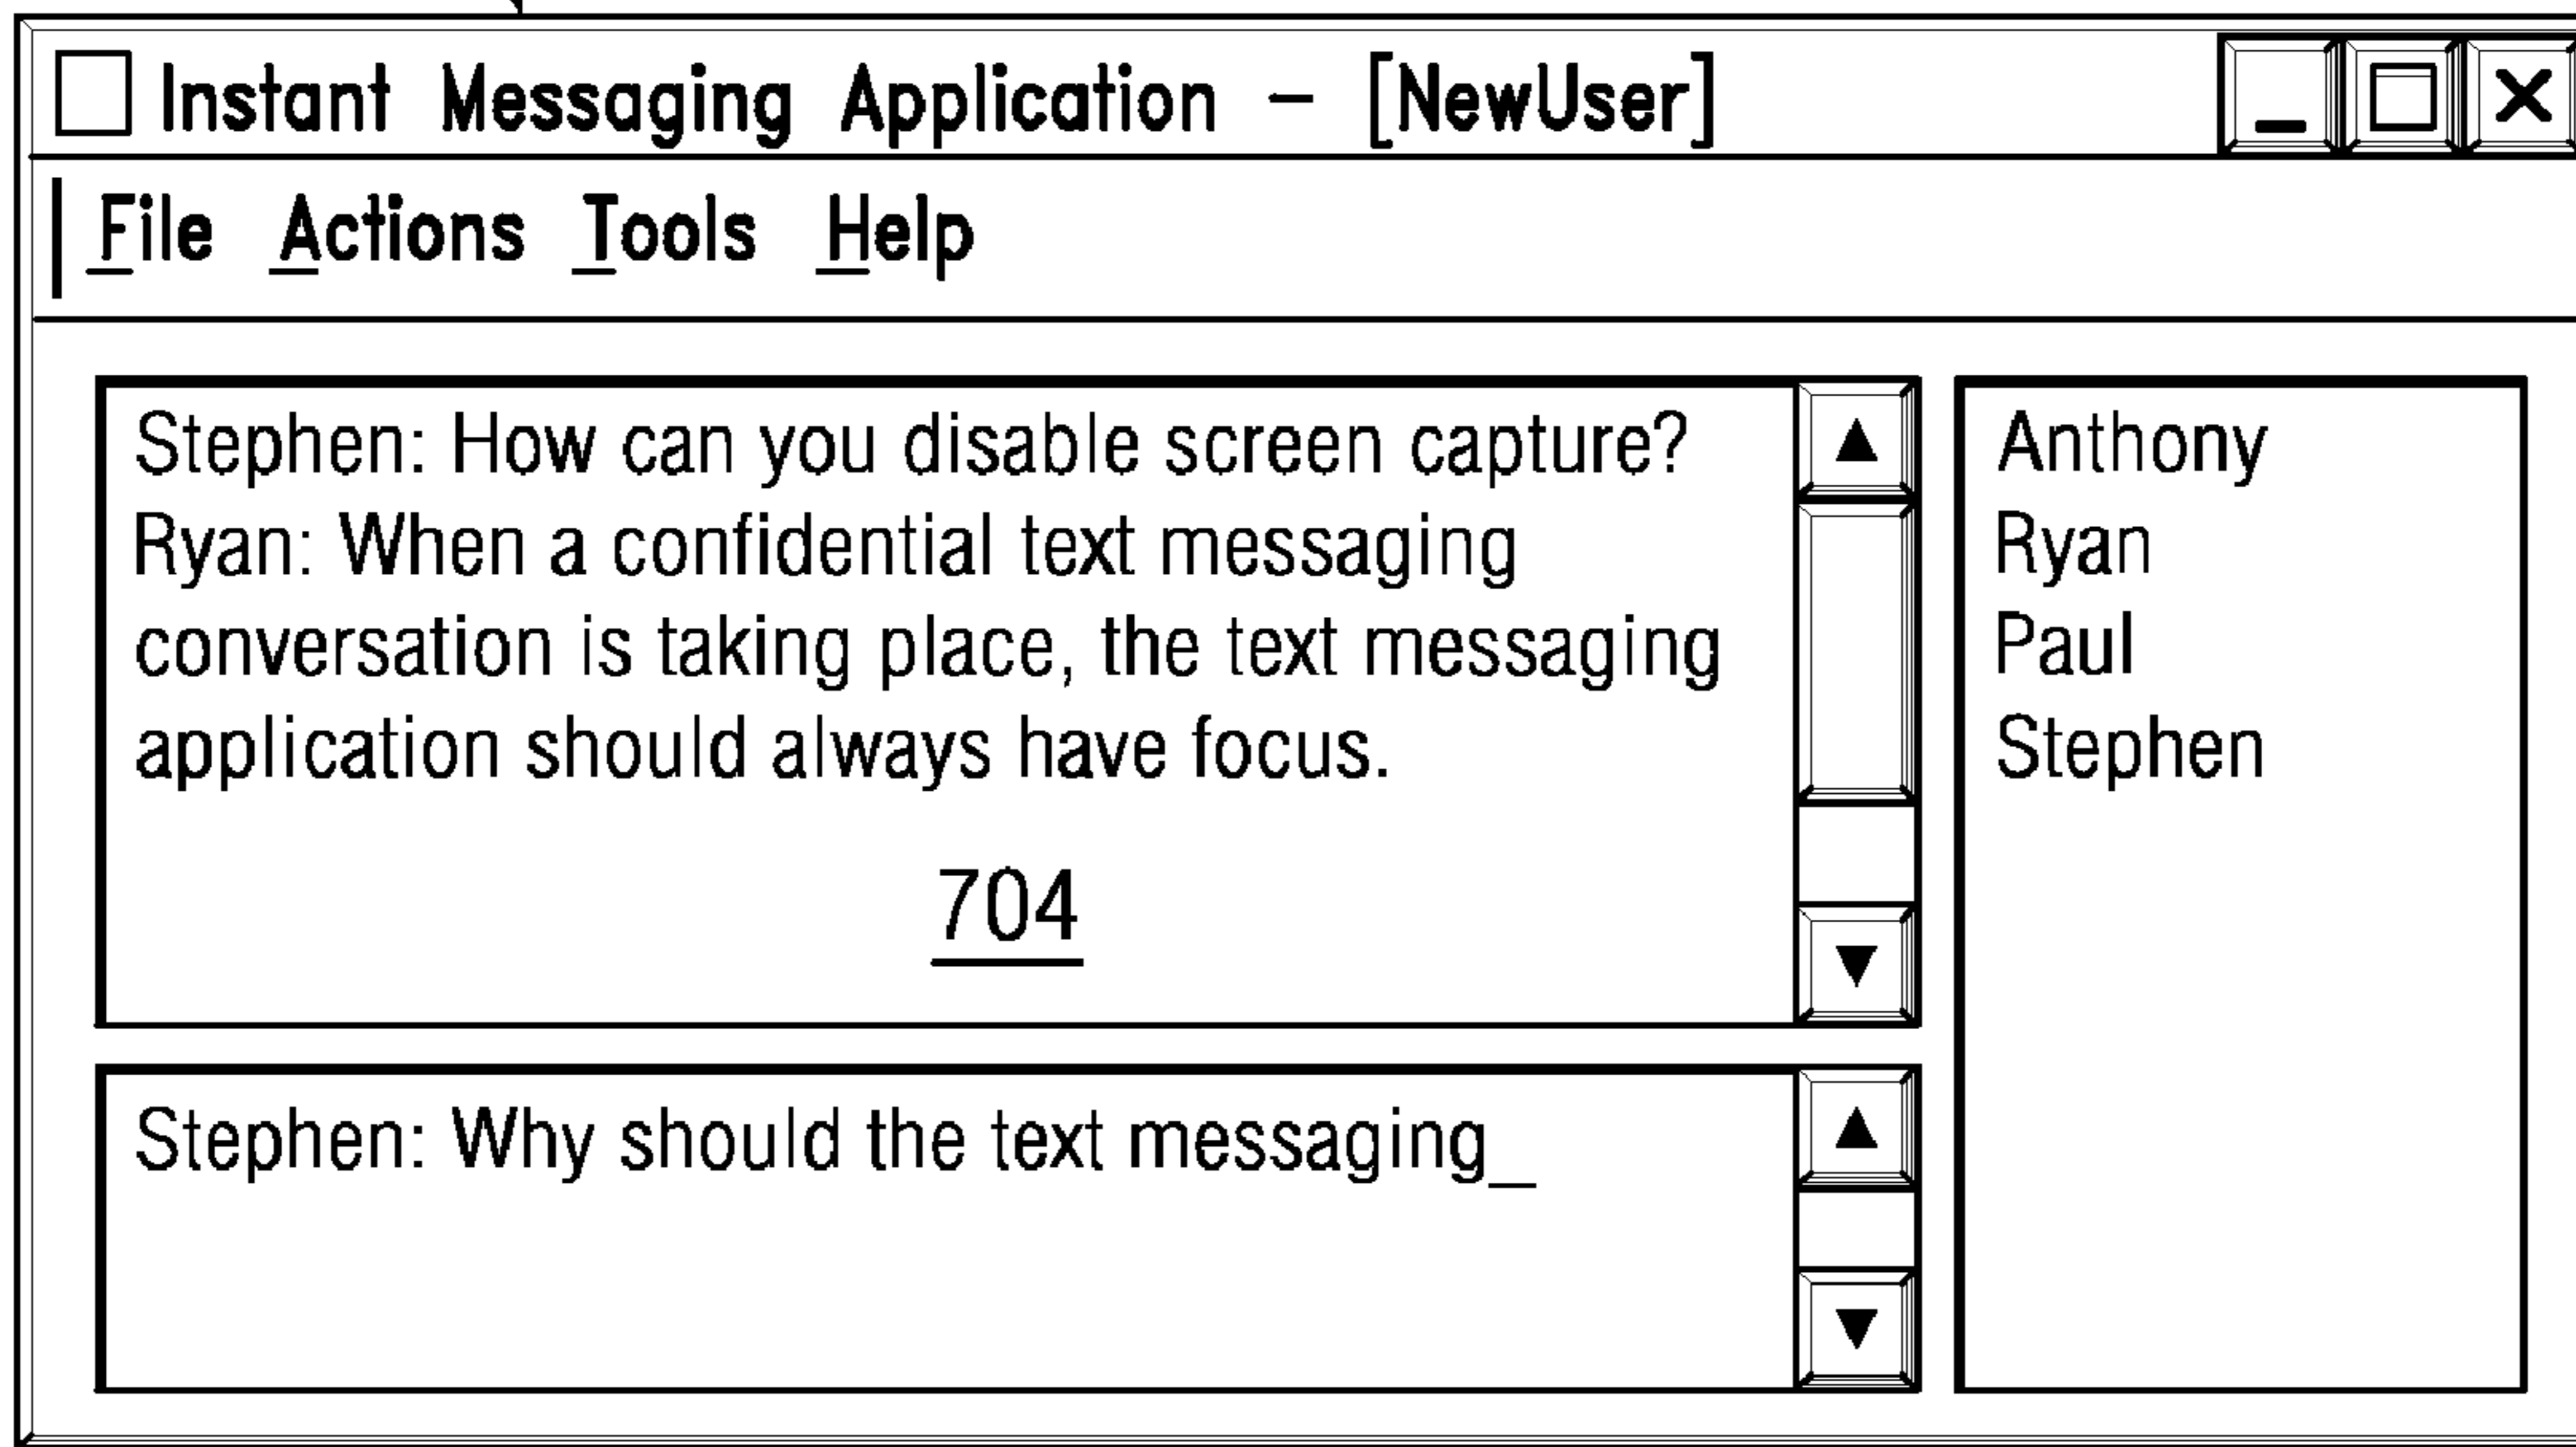 Instant Messaging Application – [NewUser]
File Actions Tools Help
Stephen: How can you disable screen capture?
Ryan: When a confidential text messaging
conversation is taking place, the text messaging
application should always have focus.
704
Stephen: Why should the text messaging_
Anthony
Ryan
Paul
Stephen